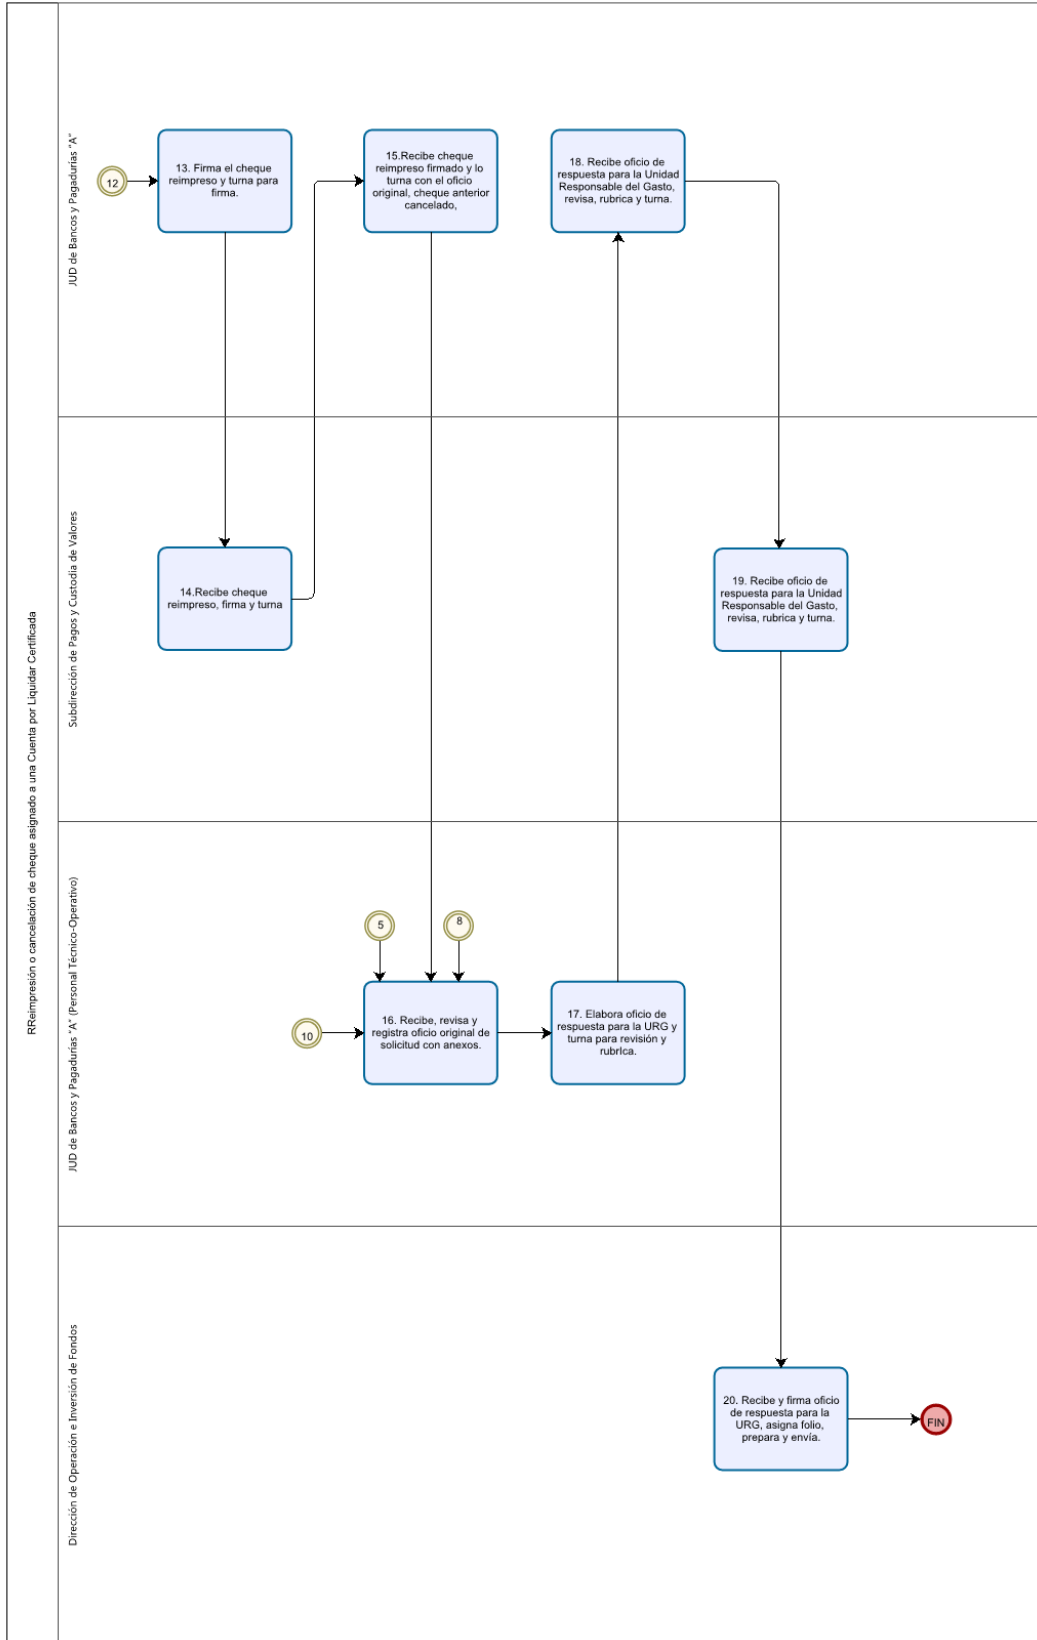 RReimpresión o cancelación de cheque asignado a una Cuenta por Liquidar Certificada
JUD de Bancos y Pagadurías "A"
12
13. Firma el cheque
reimpreso y turna para
firma.
15.Recibe cheque
reimpreso firmado y lo
turna con el oficio
original, cheque anterior
cancelado,
18. Recibe oficio de
respuesta para la Unidad
Responsable del Gasto,
revisa, rubrica y turna.
Subdirección de Pagos y Custodia de Valores
14.Recibe cheque
reimpreso, firma y turna
19. Recibe oficio de
respuesta para la Unidad
Responsable del Gasto,
revisa, rubrica y turna.
JUD de Bancos y Pagadurías "A" (Personal Técnico-Operativo)
5
8
10
16. Recibe, revisa y
registra oficio original de
solicitud con anexos.
17. Elabora oficio de
respuesta para la URG y
turna para revisión y
rubrIca.
Dirección de Operación e Inversión de Fondos
20. Recibe y firma oficio
de respuesta para la
URG, asigna folio,
prepara y envía.
FIN